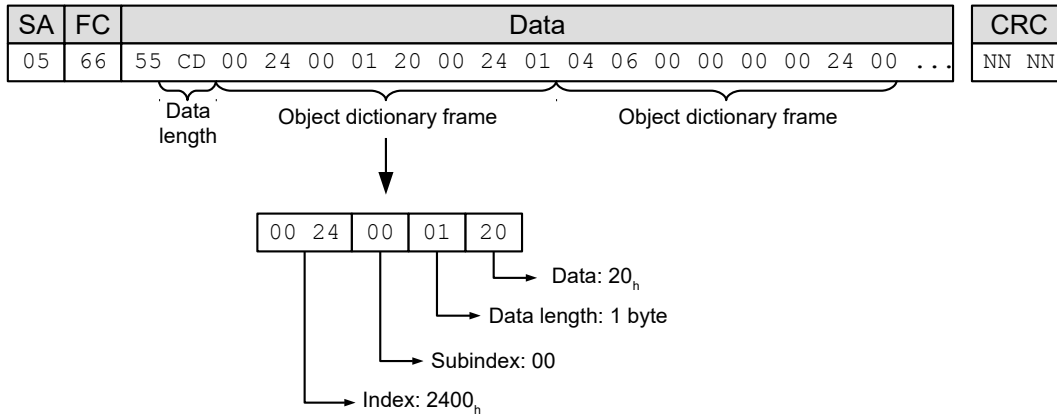 SA FC Data CRC
05 66 55 CD 00 24 00 01 20 00 24 01 04 06 00 00 00 00 24 00 ... NN NN
Data length
Object dictionary frame
Object dictionary frame
00 24 00 01 20
Data: 20h
Data length: 1 byte
Subindex: 00
Index: 2400h